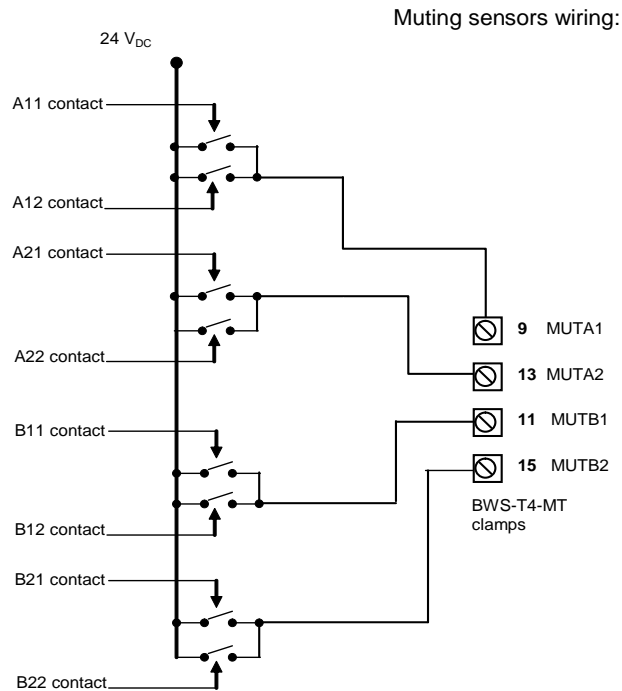 Muting sensors wiring:
24 VDC
A11 contact
A12 contact
A21 contact
A22 contact
B11 contact
B12 contact
B21 contact
B22 contact
9 MUTA1
13 MUTA2
11 MUTB1
15 MUTB2
BWS-T4-MT
clamps